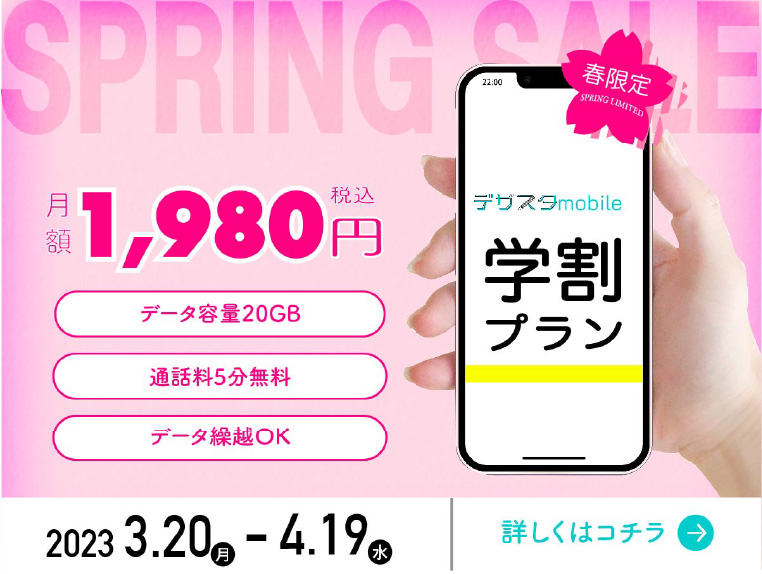 SPRING SALE
春限定
SPRING LIMITED
22:00
月額1,980円税込
デザスタmobile
学割
プラン
データ容量20GB
通話料5分無料
データ繰越OK
2023 3.20月-4.19水
詳しくはコチラ